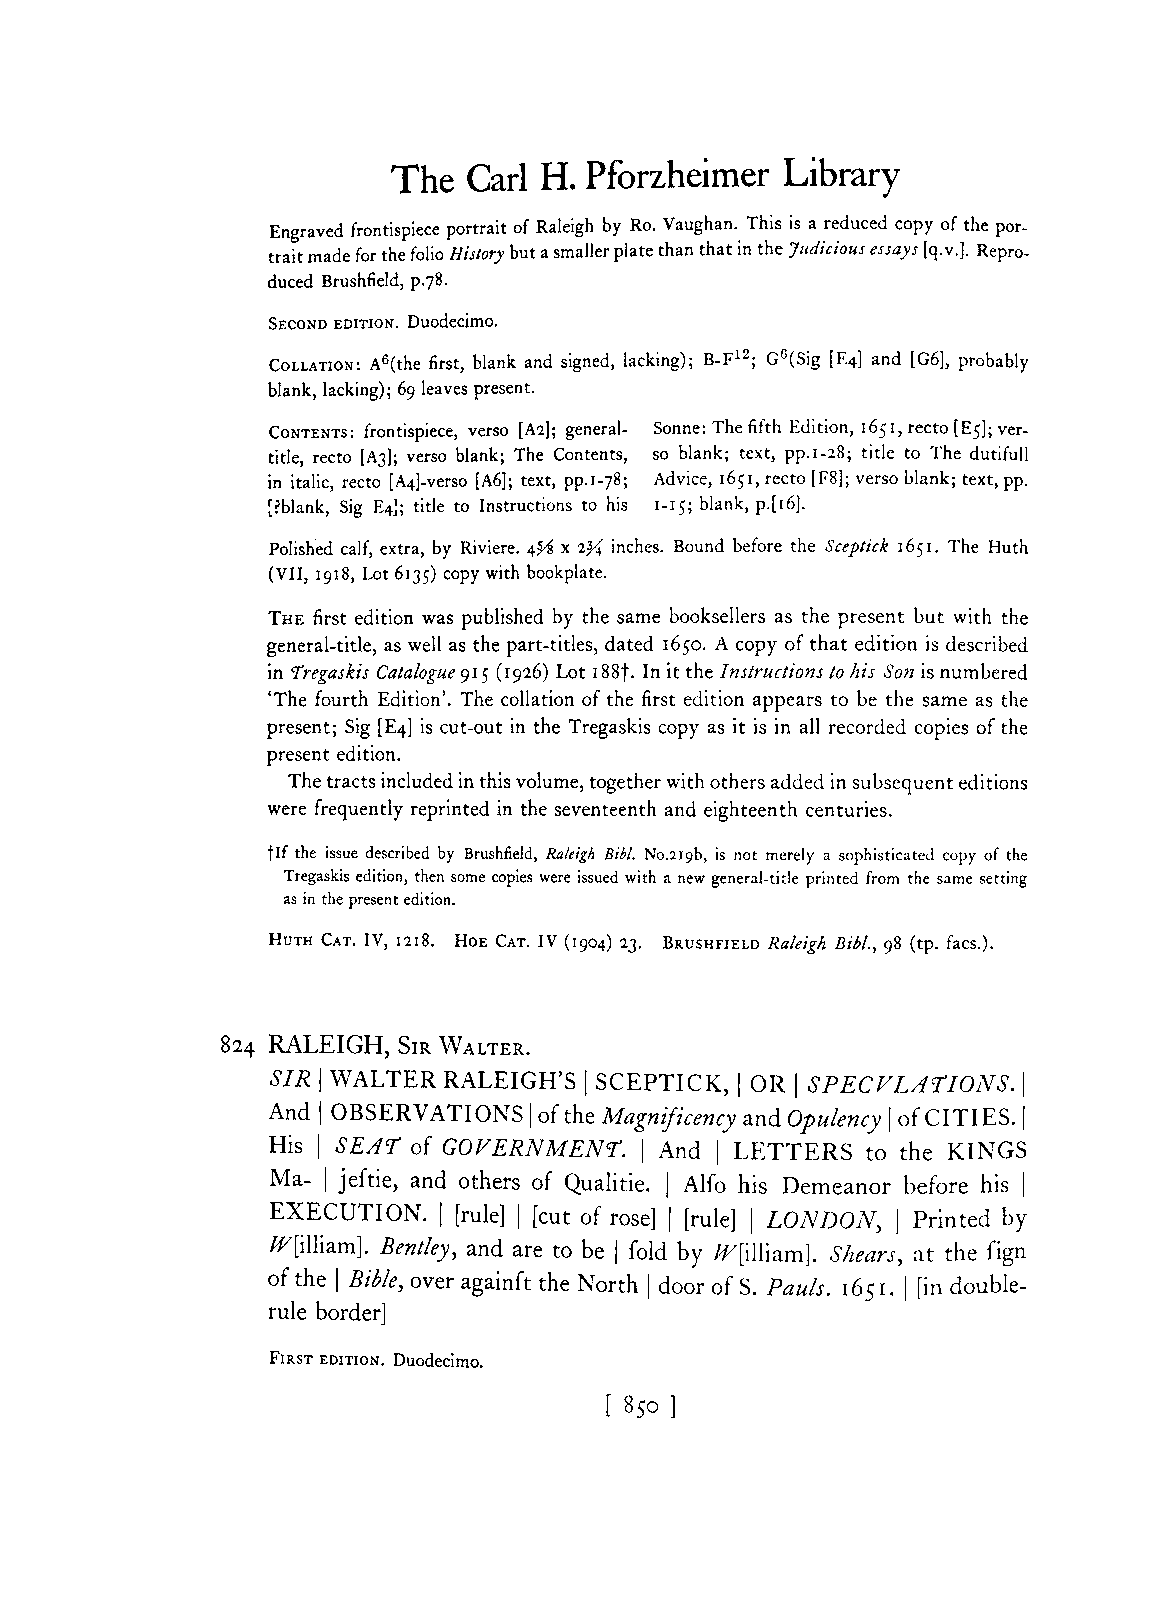 The Carl H. Pforzheimer Library
Engraved frontispiece portrait of Raleigh by Ro. Vaughan. This is a reduced copy of the por-
trait made for the folio History but a smaller plate than that in the Judicious essays [q.v.]. Repro-
duced Brushfield, p.78.
SECOND EDITION. Duodecimo.
COLLATION: A⁶(the first, blank and signed, lacking); B-F¹²; G⁶(Sig [E4] and [G6], probably
blank, lacking); 69 leaves present.
CONTENTS: frontispiece, verso [A2]; general-
title, recto [A3]; verso blank; The Contents,
in italic, recto [A4]-verso [A6]; text, pp.1-78;
[?blank, Sig E4]; title to Instructions to his
Sonne: The fifth Edition, 1651, recto [E5]; ver-
so blank; text, pp.1-28; title to The dutifull
Advice, 1651, recto [F8]; verso blank; text, pp.
1-15; blank, p.[16].
Polished calf, extra, by Riviere. 4⅝ x 2¾ inches. Bound before the Sceptick 1651. The Huth
(VII, 1918, Lot 6135) copy with bookplate.
THE first edition was published by the same booksellers as the present but with the
general-title, as well as the part-titles, dated 1650. A copy of that edition is described
in Tregaskis Catalogue 915 (1926) Lot 188†. In it the Instructions to his Son is numbered
‘The fourth Edition’. The collation of the first edition appears to be the same as the
present; Sig [E4] is cut-out in the Tregaskis copy as it is in all recorded copies of the
present edition.
The tracts included in this volume, together with others added in subsequent editions
were frequently reprinted in the seventeenth and eighteenth centuries.
†If the issue described by Brushfield, Raleigh Bibl. No.219b, is not merely a sophisticated copy of the
Tregaskis edition, then some copies were issued with a new general-title printed from the same setting
as in the present edition.
HUTH CAT. IV, 1218. HOE CAT. IV (1904) 23. BRUSHFIELD Raleigh Bibl., 98 (tp. facs.).
824 RALEIGH, SIR WALTER.
SIR | WALTER RALEIGH’S | SCEPTICK, | OR | SPECVLATIONS. |
And | OBSERVATIONS | of the Magnificency and Opulency | of CITIES. |
His | SEAT of GOVERNMENT. | And | LETTERS to the KINGS
Ma- | jeſtie, and others of Qualitie. | Alſo his Demeanor before his |
EXECUTION. | [rule] | [cut of rose] | [rule] | LONDON, | Printed by
W[illiam]. Bentley, and are to be | ſold by W[illiam]. Shears, at the ſign
of the | Bible, over againſt the North | door of S. Pauls. 1651. | [in double-
rule border]
FIRST EDITION. Duodecimo.
[ 850 ]